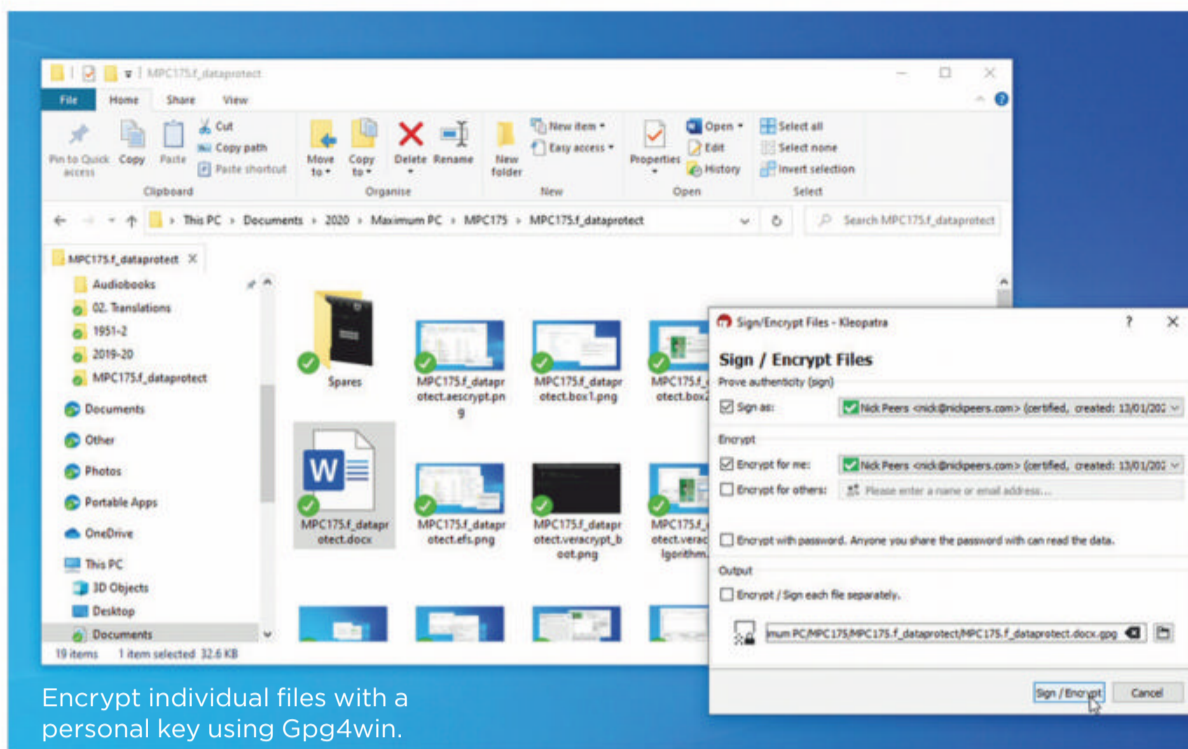 MPC175.f_dataprotect
File Home Share View
Pin to Quick access
Copy
Paste
Cut
Copy path
Paste shortcut
Clipboard
Move to
Copy to
Delete
Rename
Organise
New folder
New item
Easy access
New
Properties
Open
Edit
History
Open
Select all
Select none
Invert selection
Select
This PC > Documents > 2020 > Maximum PC > MPC175 > MPC175.f_dataprotect
Search MPC175.f_dataprotect
MPC175.f_dataprotect
Audiobooks
02. Translations
1951-2
2019-20
MPC175.f_dataprotect
Documents
Other
Photos
Portable Apps
OneDrive
This PC
3D Objects
Desktop
Documents
Spares
MPC175.f_datapr
otect.aescrypt.pn
g
MPC175.f_datapr
otect.box1.png
MPC175.f_
otect.box2
MPC175.f_datapr
otect.docx
MPC175.f_datapr
otect.efs.png
MPC175.f_datapr
otect.veracrypt_b
oot.png
MPC175.f_
otect.verac
lgorithm.
19 items 1 item selected 32.6 KB
Sign/Encrypt Files - Kleopatra
Sign / Encrypt Files
Prove authenticity (sign)
Sign as: Nick Peers <nick@nickpeers.com> (certified, created: 13/01/202
Encrypt
Encrypt for me: Nick Peers <nick@nickpeers.com> (certified, created: 13/01/202
Encrypt for others: Please enter a name or email address...
Encrypt with password. Anyone you share the password with can read the data.
Output
Encrypt / Sign each file separately.
mum PC/MPC175/MPC175.f_dataprotect/MPC175.f_dataprotect.docx.gpg
Sign / Encrypt Cancel
Encrypt individual files with a
personal key using Gpg4win.